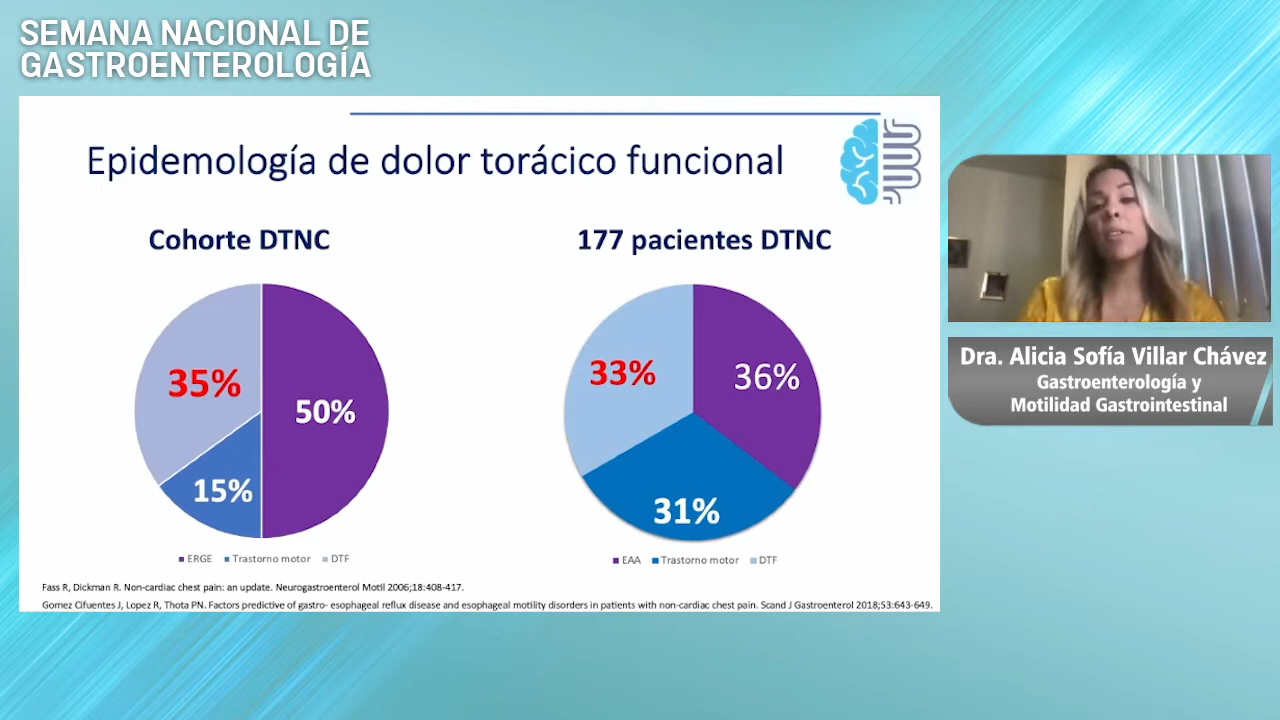 SEMANA NACIONAL DE
GASTROENTEROLOGÍA
Epidemología de dolor torácico funcional
Cohorte DTNC
35%
50%
15%
ERGE Trastorno motor DTF
177 pacientes DTNC
33%
36%
31%
EAA Trastorno motor DTF
Fass R, Dickman R. Non-cardiac chest pain: an update. Neurogastroenterol Motil 2006;18:408-417.
Gomez Cifuentes J, Lopez R, Thota PN. Factors predictive of gastro- esophageal reflux disease and esophageal motility disorders in patients with non-cardiac chest pain. Scand J Gastroenterol 2018;53:643-649.
Dra. Alicia Sofía Villar Chávez
Gastroenterología y
Motilidad Gastrointestinal